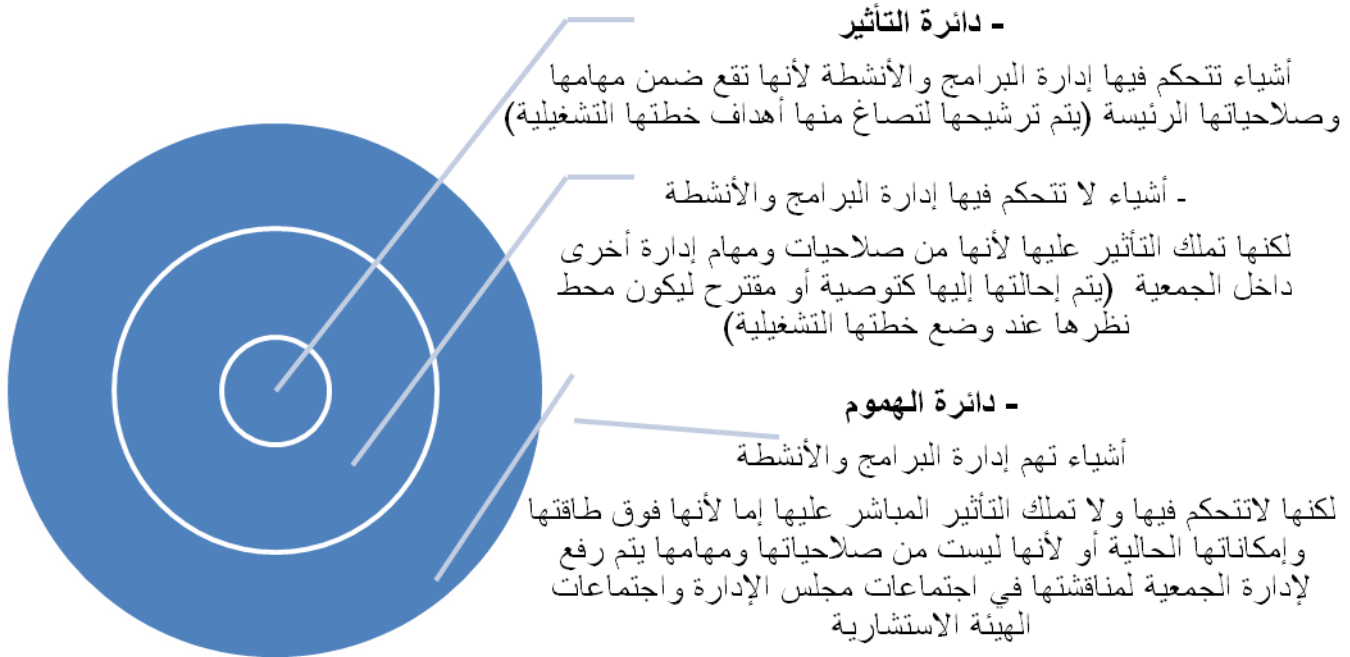 - دائرة التأثير
أشياء تتحكم فيها إدارة البرامج والأنشطة لأنها تقع ضمن مهامها
وصلاحياتها الرئيسة (يتم ترشيحها لتصاغ منها أهداف خطتها التشغيلية)
- أشياء لا تتحكم فيها إدارة البرامج والأنشطة
لكنها تملك التأثير عليها لأنها من صلاحيات ومهام إدارة أخرى
داخل الجمعية (يتم إحالتها إليها كتوصية أو مقترح ليكون محط
نظرها عند وضع خطتها التشغيلية)
- دائرة الهموم
أشياء تهم إدارة البرامج والأنشطة
لكنها لاتتحكم فيها ولا تملك التأثير المباشر عليها إما لأنها فوق طاقتها
وإمكاناتها الحالية أو لأنها ليست من صلاحياتها ومهامها يتم رفع
لإدارة الجمعية لمناقشتها في اجتماعات مجلس الإدارة واجتماعات
الهيئة الاستشارية